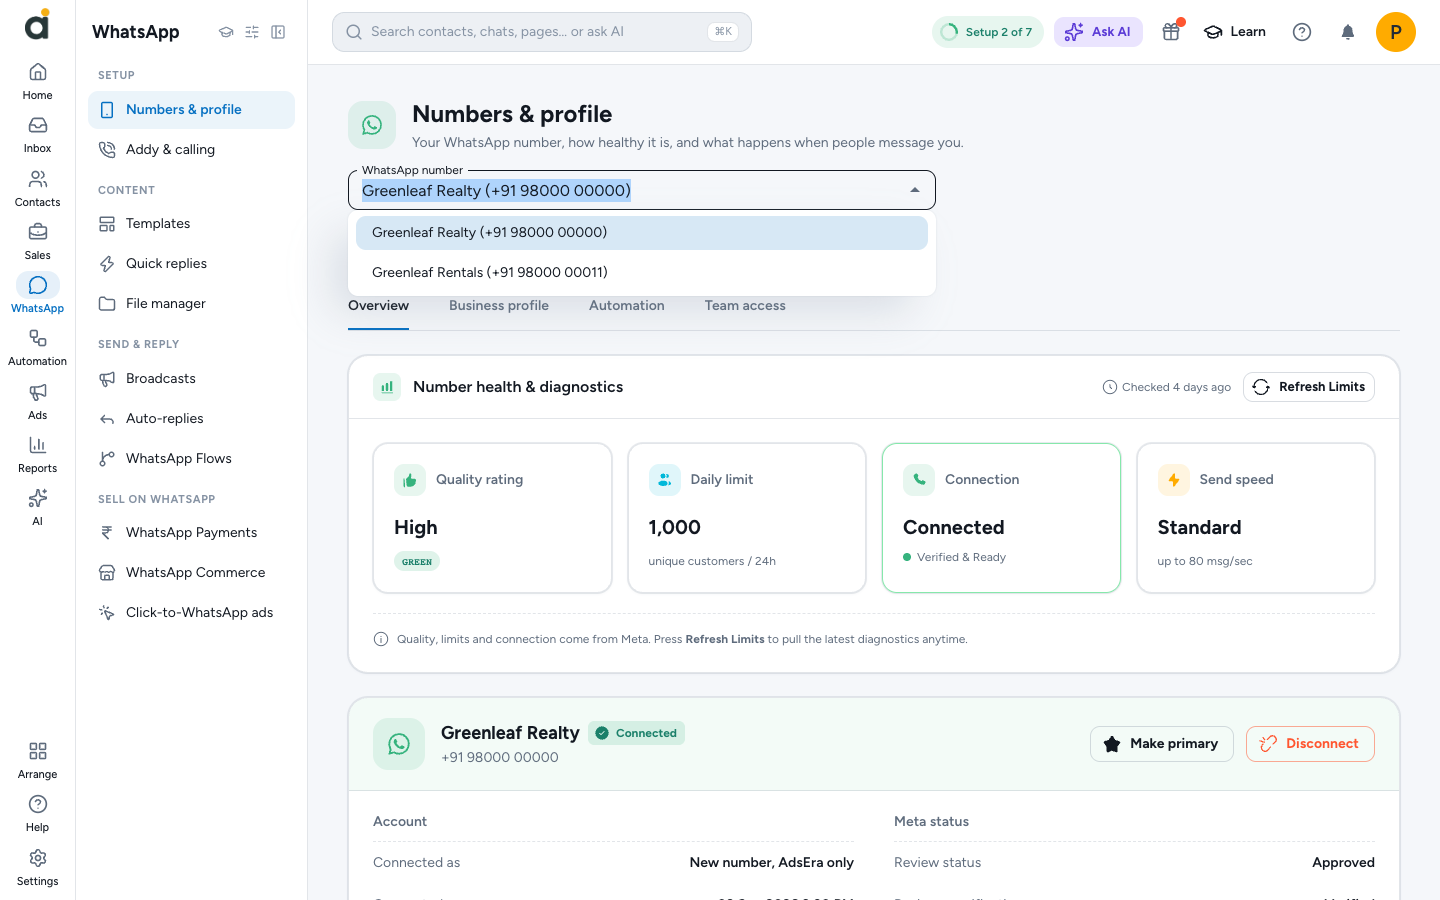 WhatsApp
Search contacts, chats, pages... or ask AI
⌘K
Setup 2 of 7
Ask AI
Learn
P
Home
Inbox
Contacts
Sales
WhatsApp
Automation
Ads
Reports
AI
Arrange
Help
Settings
SETUP
Numbers & profile
Addy & calling
CONTENT
Templates
Quick replies
File manager
SEND & REPLY
Broadcasts
Auto-replies
WhatsApp Flows
SELL ON WHATSAPP
WhatsApp Payments
WhatsApp Commerce
Click-to-WhatsApp ads
Numbers & profile
Your WhatsApp number, how healthy it is, and what happens when people message you.
WhatsApp number
Greenleaf Realty (+91 98000 00000)
Greenleaf Realty (+91 98000 00000)
Greenleaf Rentals (+91 98000 00011)
Overview
Business profile
Automation
Team access
Number health & diagnostics
Checked 4 days ago
Refresh Limits
Quality rating
High
GREEN
Daily limit
1,000
unique customers / 24h
Connection
Connected
Verified & Ready
Send speed
Standard
up to 80 msg/sec
Quality, limits and connection come from Meta. Press Refresh Limits to pull the latest diagnostics anytime.
Greenleaf Realty
Connected
+91 98000 00000
Make primary
Disconnect
Account
Connected as
New number, AdsEra only
Meta status
Review status
Approved